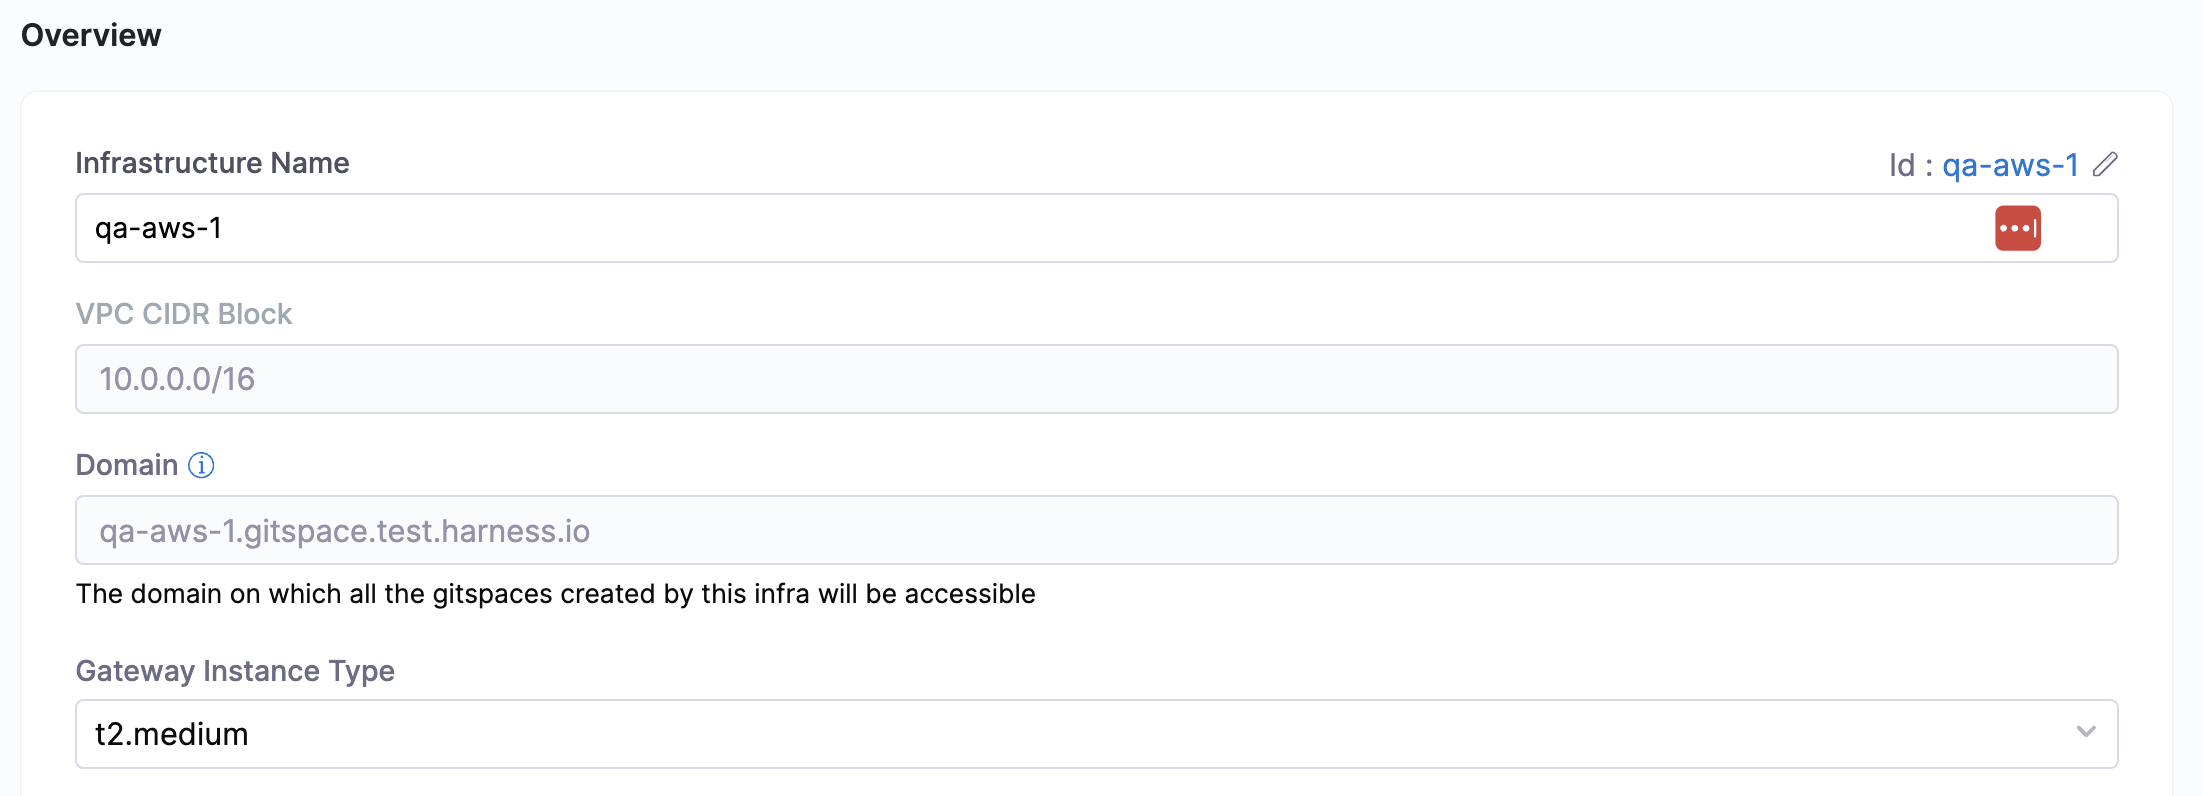 Overview
Infrastructure Name
Id : qa-aws-1
qa-aws-1
VPC CIDR Block
10.0.0.0/16
Domain
qa-aws-1.gitspace.test.harness.io
The domain on which all the gitspaces created by this infra will be accessible
Gateway Instance Type
t2.medium